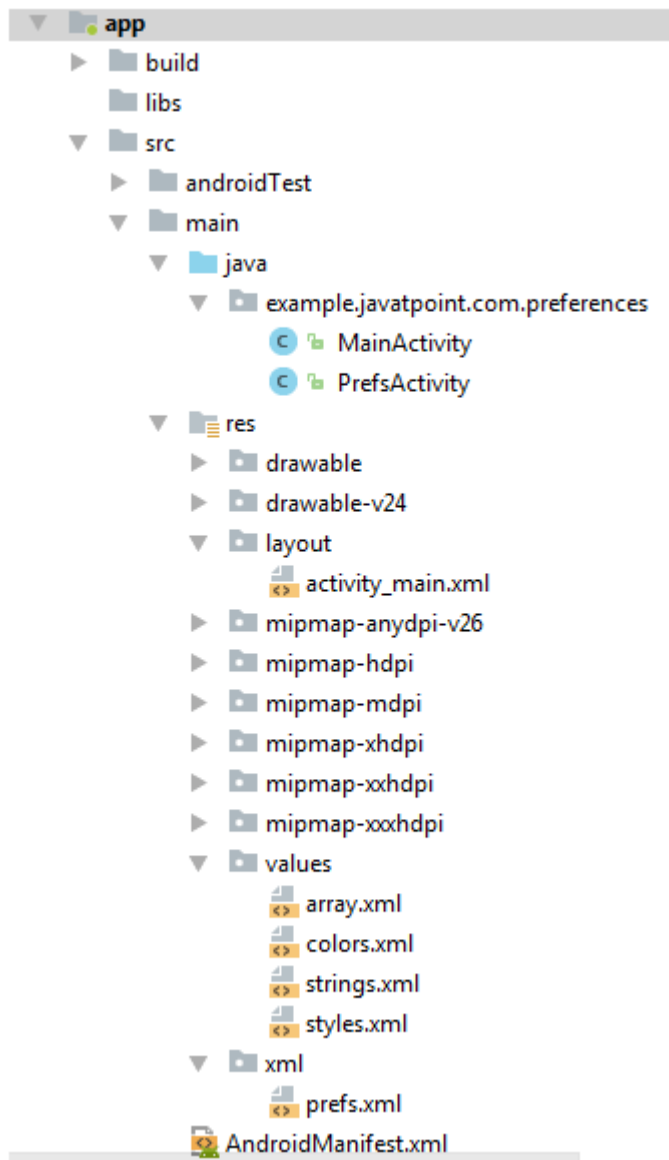 app
build
libs
src
androidTest
main
java
example.javatpoint.com.preferences
C MainActivity
C PrefsActivity
res
drawable
drawable-v24
layout
activity_main.xml
mipmap-anydpi-v26
mipmap-hdpi
mipmap-mdpi
mipmap-xhdpi
mipmap-xxhdpi
mipmap-xxxhdpi
values
array.xml
colors.xml
strings.xml
styles.xml
xml
prefs.xml
AndroidManifest.xml